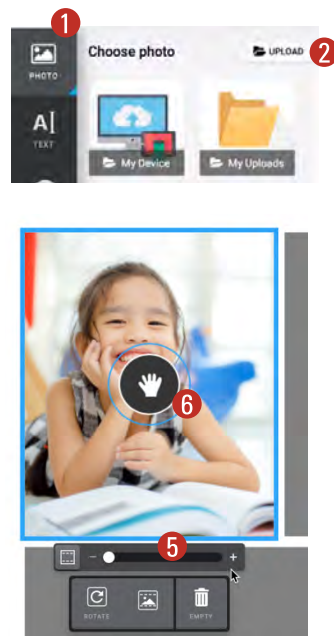 1
Choose photo
UPLOAD 2
PHOTO
A|
TEXT
My Device
My Uploads
6
5
- +
ROTATE
EMPTY